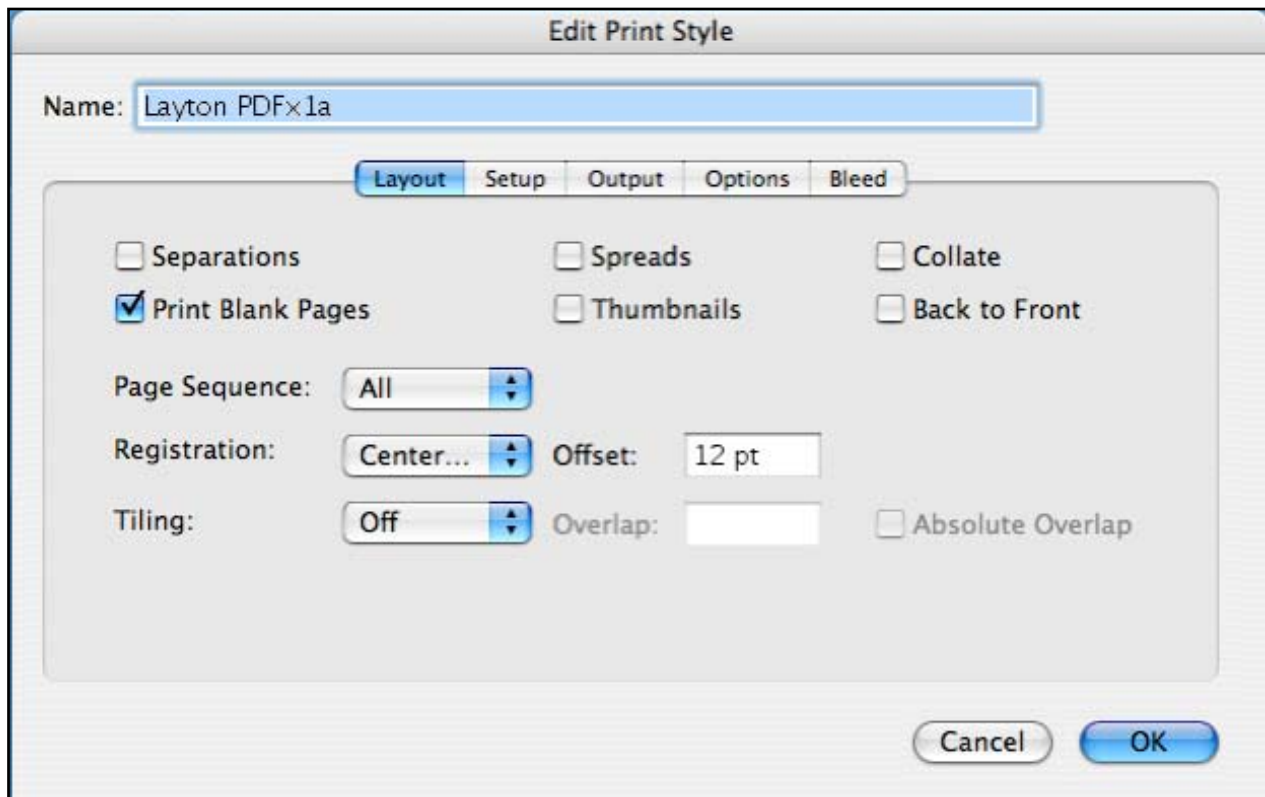 Edit Print Style
Name: Layton PDFx1a
Layout Setup Output Options Bleed
Separations Spreads Collate
Print Blank Pages Thumbnails Back to Front
Page Sequence: All
Registration: Center... Offset: 12 pt
Tiling: Off Overlap: Absolute Overlap
Cancel OK